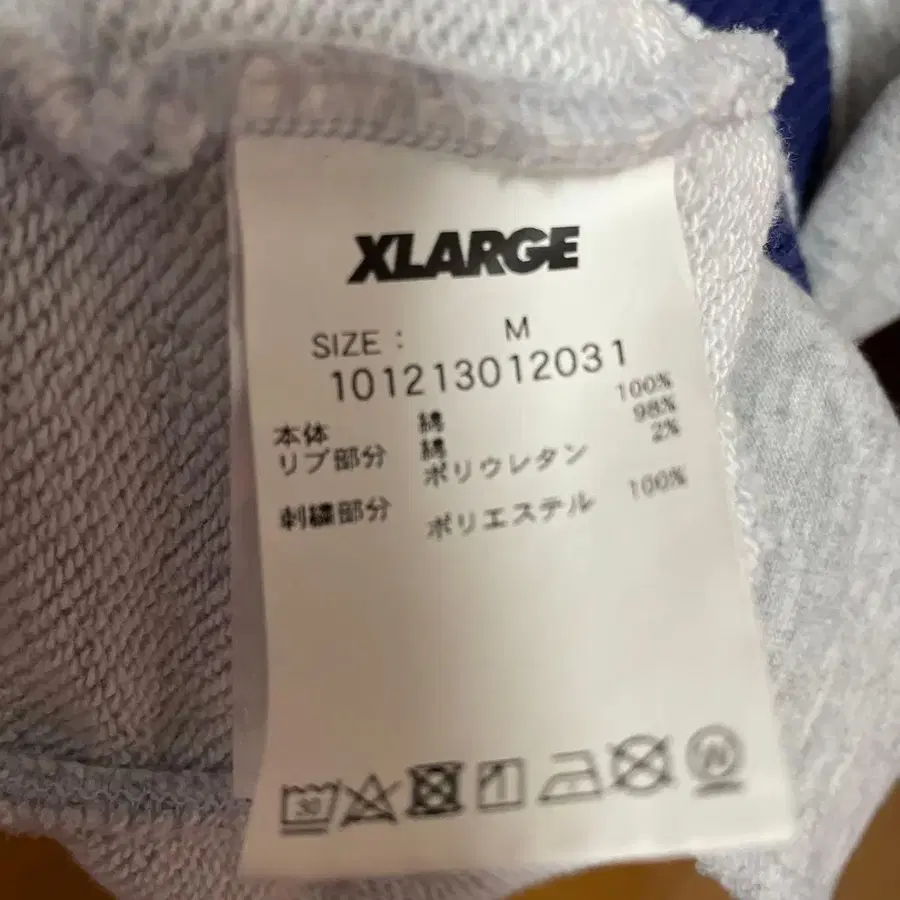 XLARGE
SIZE : M
101213012031
本体 綿 100%
リブ部分 綿 98%
ポリウレタン 2%
刺繍部分 ポリエステル 100%
30
W